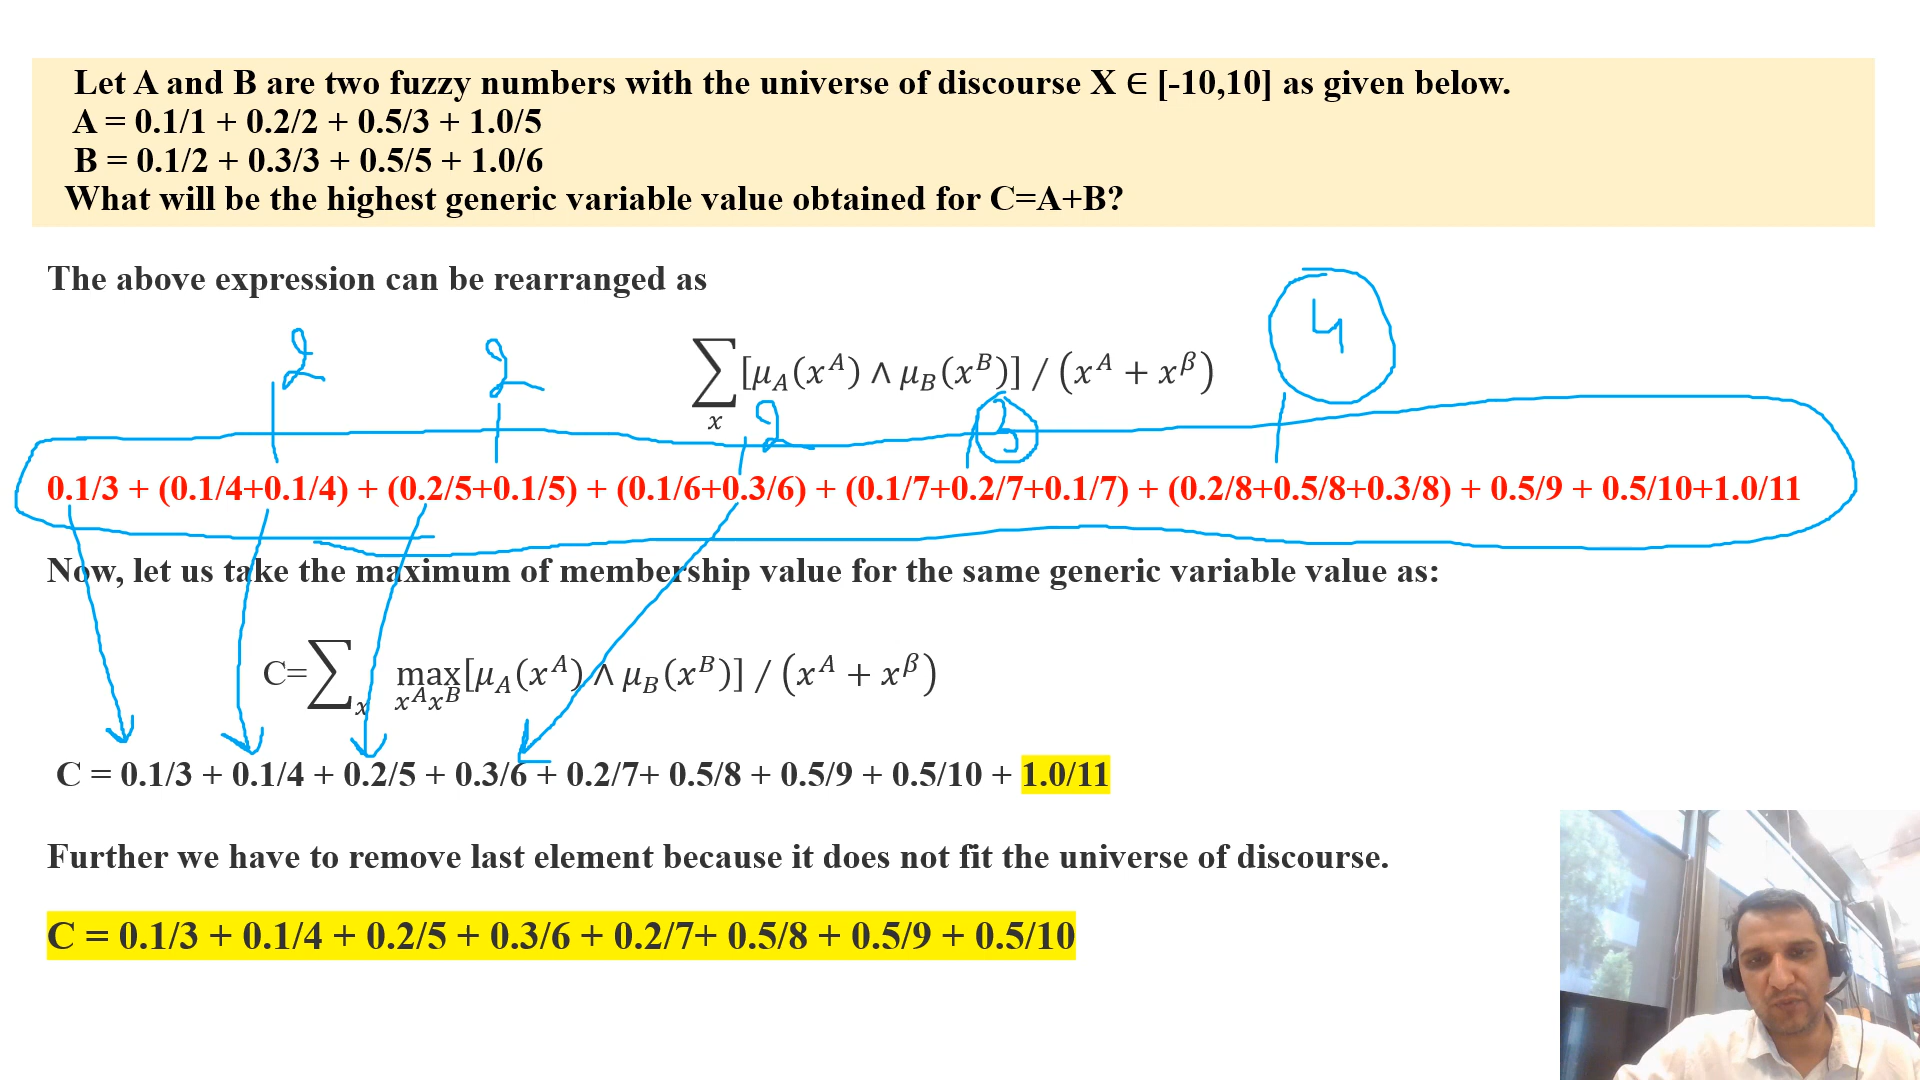 Let A and B are two fuzzy numbers with the universe of discourse X ∈ [-10,10] as given below.
A = 0.1/1 + 0.2/2 + 0.5/3 + 1.0/5
B = 0.1/2 + 0.3/3 + 0.5/5 + 1.0/6
What will be the highest generic variable value obtained for C=A+B?
The above expression can be rearranged as
4
2 2
∑x [μA(x^A) ∧ μB(x^B)] / (x^A + x^β)
2 3
0.1/3 + (0.1/4+0.1/4) + (0.2/5+0.1/5) + (0.1/6+0.3/6) + (0.1/7+0.2/7+0.1/7) + (0.2/8+0.5/8+0.3/8) + 0.5/9 + 0.5/10+1.0/11
Now, let us take the maximum of membership value for the same generic variable value as:
C=∑x max x^A x^B [μA(x^A) ∧ μB(x^B)] / (x^A + x^β)
C = 0.1/3 + 0.1/4 + 0.2/5 + 0.3/6 + 0.2/7+ 0.5/8 + 0.5/9 + 0.5/10 + 1.0/11
Further we have to remove last element because it does not fit the universe of discourse.
C = 0.1/3 + 0.1/4 + 0.2/5 + 0.3/6 + 0.2/7+ 0.5/8 + 0.5/9 + 0.5/10